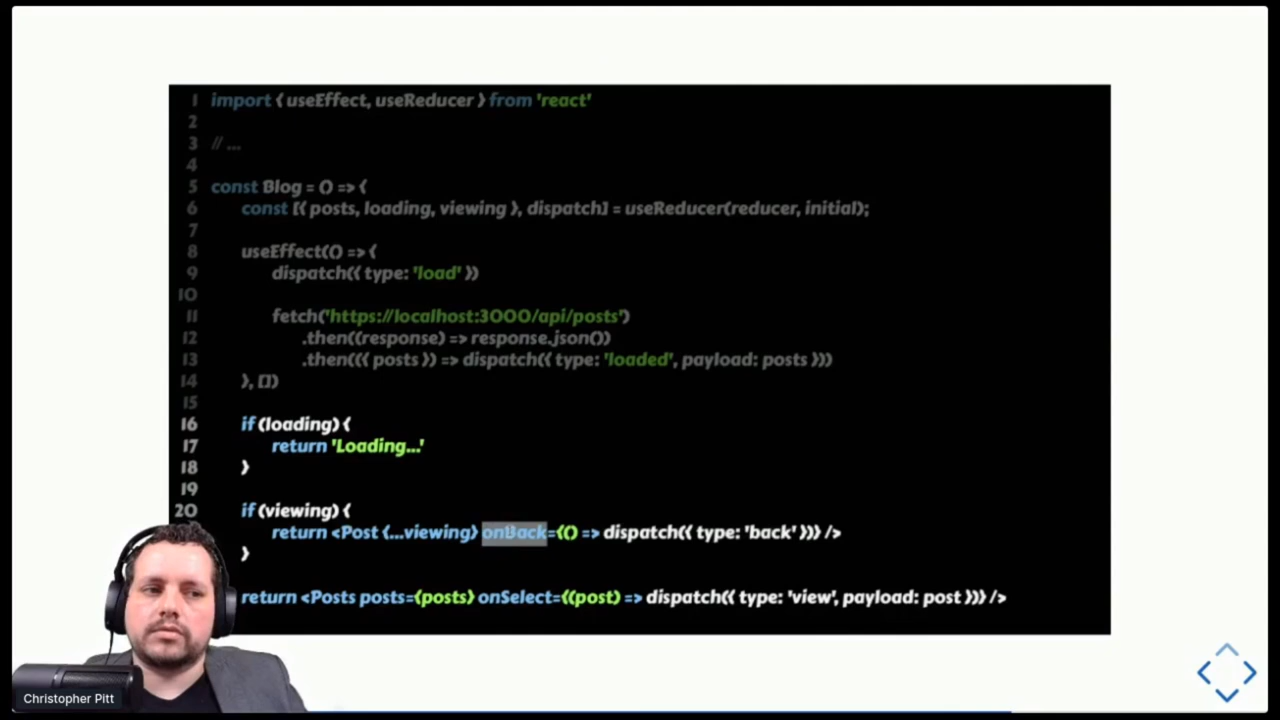 1 import { useEffect, useReducer } from 'react'
2
3 // ...
4
5 const Blog = () => {
6 const [{ posts, loading, viewing }, dispatch] = useReducer(reducer, initial);
7
8 useEffect(() => {
9 dispatch({ type: 'load' })
10
11 fetch('https://localhost:3000/api/posts')
12 .then((response) => response.json())
13 .then(({ posts }) => dispatch({ type: 'loaded', payload: posts }))
14 }, [])
15
16 if (loading) {
17 return 'Loading...'
18 }
19
20 if (viewing) {
return <Post {...viewing} onBack={() => dispatch({ type: 'back' })} />
}
return <Posts posts={posts} onSelect={(post) => dispatch({ type: 'view', payload: post })} />
Christopher Pitt